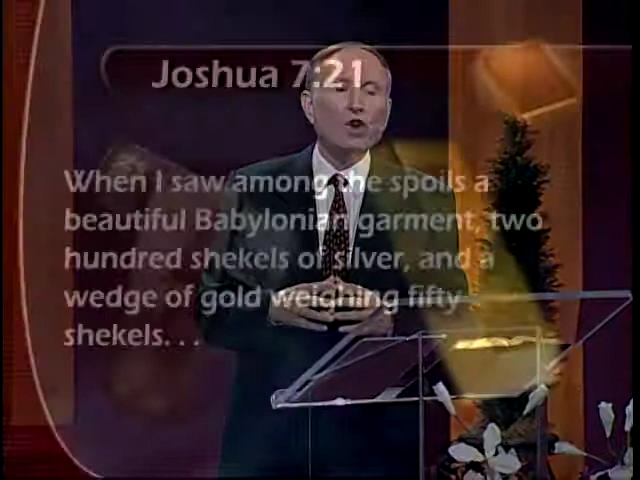 Joshua 7:21
When I saw among the spoils a
beautiful Babylonian garment, two
hundred shekels of silver, and a
wedge of gold weighing fifty
shekels. . .